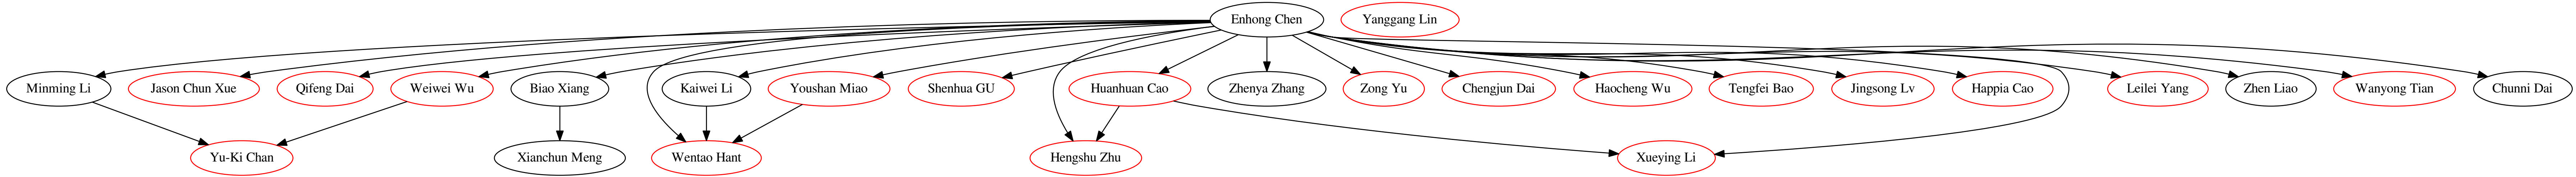 Enhong Chen
Yanggang Lin
Minming Li
Jason Chun Xue
Qifeng Dai
Weiwei Wu
Biao Xiang
Kaiwei Li
Youshan Miao
Shenhua GU
Huanhuan Cao
Zhenya Zhang
Zong Yu
Chengjun Dai
Haocheng Wu
Tengfei Bao
Jingsong Lv
Happia Cao
Leilei Yang
Zhen Liao
Wanyong Tian
Chunni Dai
Yu-Ki Chan
Xianchun Meng
Wentao Hant
Hengshu Zhu
Xueying Li